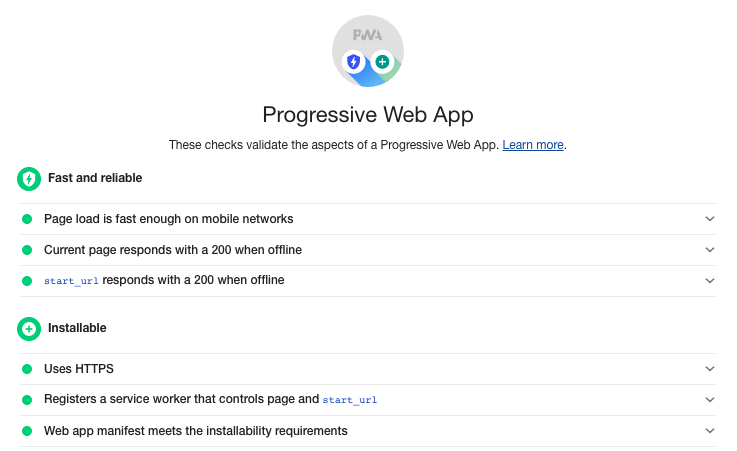 PWA
Progressive Web App
These checks validate the aspects of a Progressive Web App. Learn more.
Fast and reliable
Page load is fast enough on mobile networks
Current page responds with a 200 when offline
start_url responds with a 200 when offline
Installable
Uses HTTPS
Registers a service worker that controls page and start_url
Web app manifest meets the installability requirements